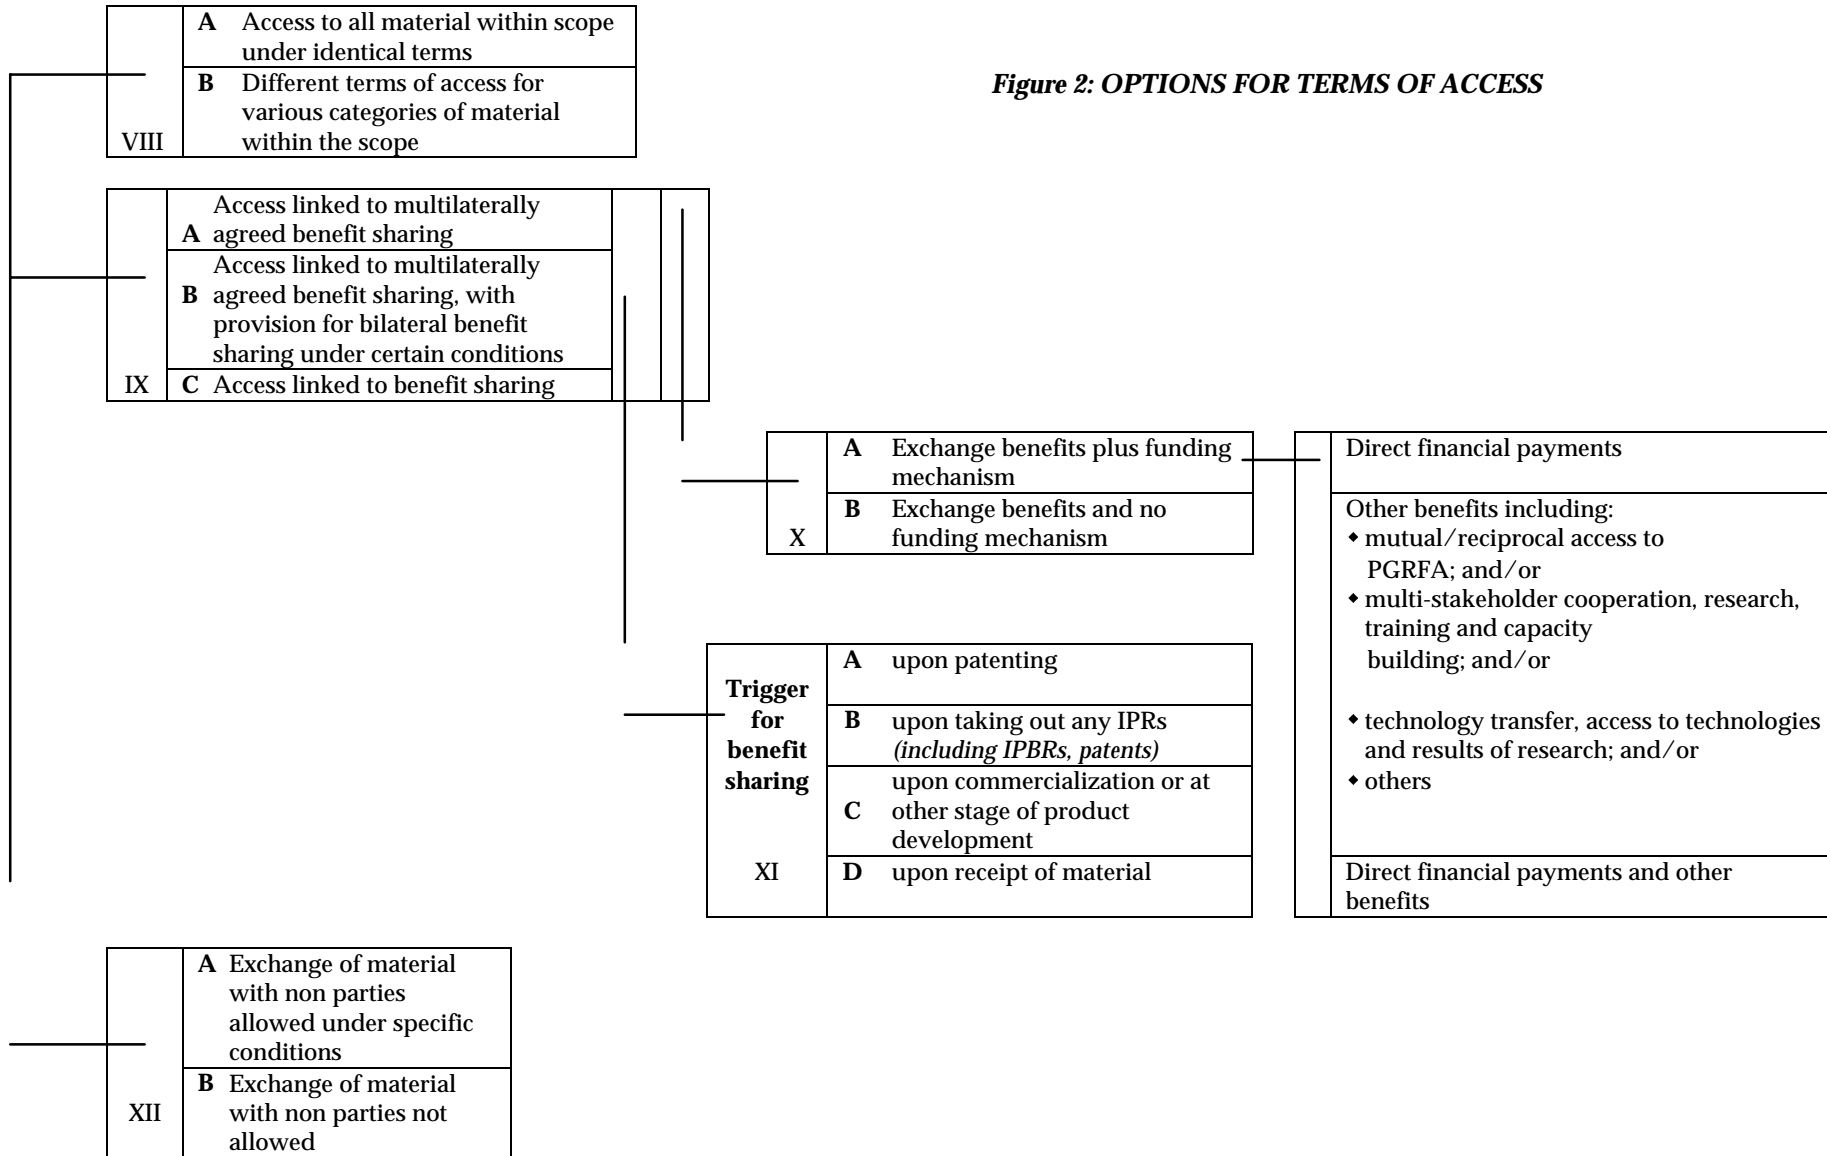 Figure 2: OPTIONS FOR TERMS OF ACCESS
VIII
A Access to all material within scope
under identical terms
B Different terms of access for
various categories of material
within the scope
IX
Access linked to multilaterally
A agreed benefit sharing
Access linked to multilaterally
B agreed benefit sharing, with
provision for bilateral benefit
sharing under certain conditions
C Access linked to benefit sharing
X
A Exchange benefits plus funding
mechanism
B Exchange benefits and no
funding mechanism
Direct financial payments
Other benefits including:
◆ mutual/reciprocal access to
PGRFA; and/or
◆ multi-stakeholder cooperation, research,
training and capacity
building; and/or
◆ technology transfer, access to technologies
and results of research; and/or
◆ others
Direct financial payments and other
benefits
Trigger
for
benefit
sharing
XI
A upon patenting
B upon taking out any IPRs
(including IPBRs, patents)
upon commercialization or at
C other stage of product
development
D upon receipt of material
XII
A Exchange of material
with non parties
allowed under specific
conditions
B Exchange of material
with non parties not
allowed